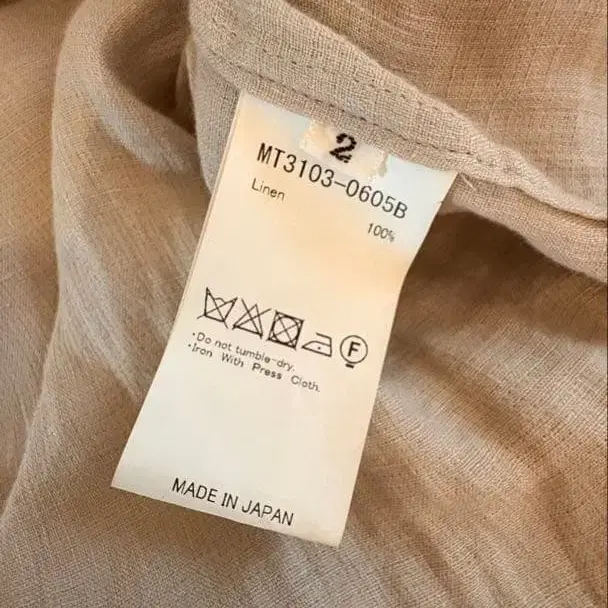 2
MT3103-0605B
Linen
100%
F
·Do not tumble-dry.
·Iron With Press Cloth.
MADE IN JAPAN